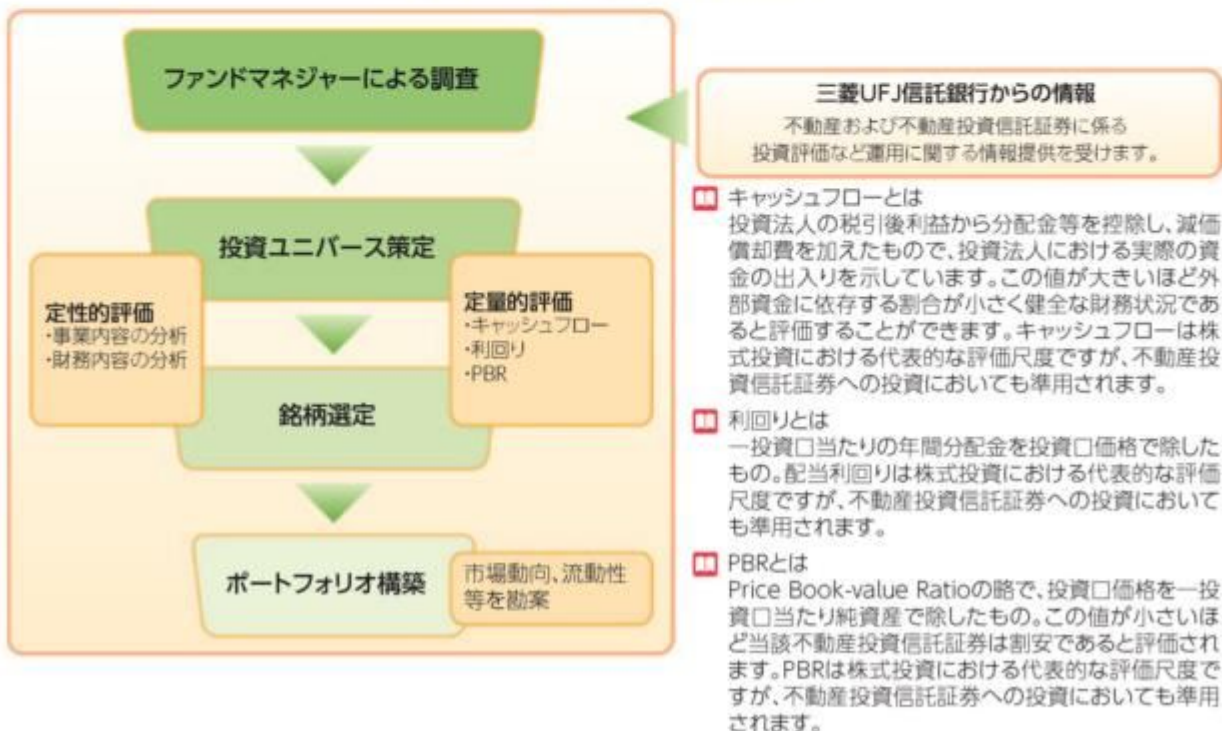 ファンドマネジャーによる調査
三菱UFJ信託銀行からの情報
不動産および不動産投資信託証券に係る
投資評価など運用に関する情報提供を受けます。
投資ユニバース策定
定性的評価
・事業内容の分析
・財務内容の分析
定量的評価
・キャッシュフロー
・利回り
・PBR
銘柄選定
ポートフォリオ構築
市場動向、流動性
等を勘案
キャッシュフローとは
投資法人の税引後利益から分配金等を控除し、減価
償却費を加えたもので、投資法人における実際の資
金の出入りを示しています。この値が大きいほど外
部資金に依存する割合が小さく健全な財務状況であ
ると評価することができます。キャッシュフローは株
式投資における代表的な評価尺度ですが、不動産投
資信託証券への投資においても準用されます。
利回りとは
一投資口当たりの年間分配金を投資口価格で除した
もの。配当利回りは株式投資における代表的な評価
尺度ですが、不動産投資信託証券への投資において
も準用されます。
PBRとは
Price Book-value Ratioの略で、投資口価格を一投
資口当たり純資産で除したもの。この値が小さいほ
ど当該不動産投資信託証券は割安であると評価され
ます。PBRは株式投資における代表的な評価尺度で
すが、不動産投資信託証券への投資においても準用
されます。